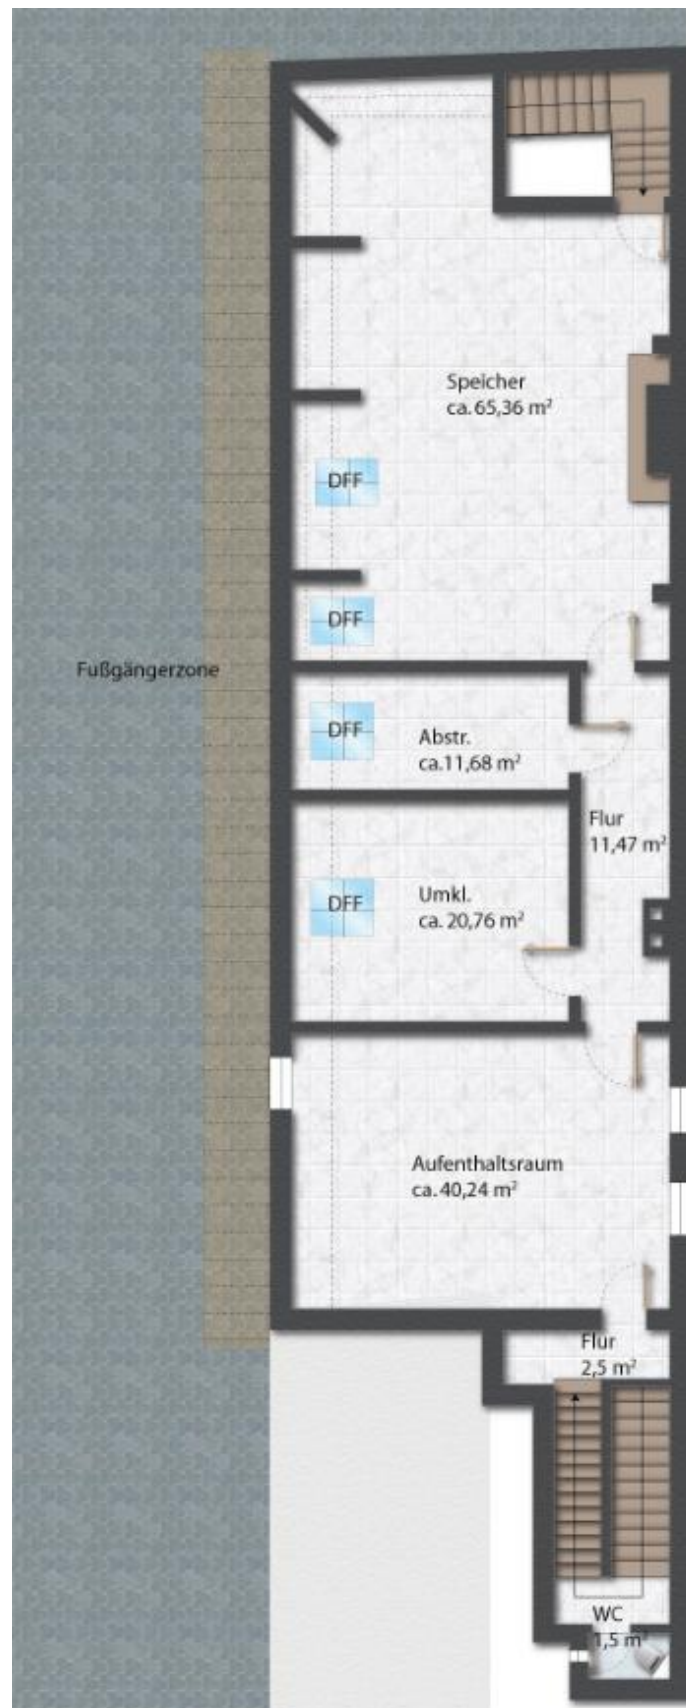 Speicher
ca. 65,36 m²
DFF
DFF
Fußgängerzone
DFF
Abstr.
ca.11,68 m²
Flur
11,47 m²
DFF
Umkl.
ca. 20,76 m²
Aufenthaltsraum
ca. 40,24 m²
Flur
2,5 m²
WC
1,5 m²